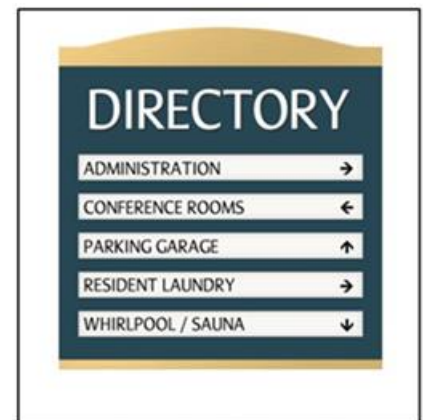 DIRECTORY
ADMINISTRATION →
CONFERENCE ROOMS ←
PARKING GARAGE ↑
RESIDENT LAUNDRY →
WHIRLPOOL / SAUNA ↓